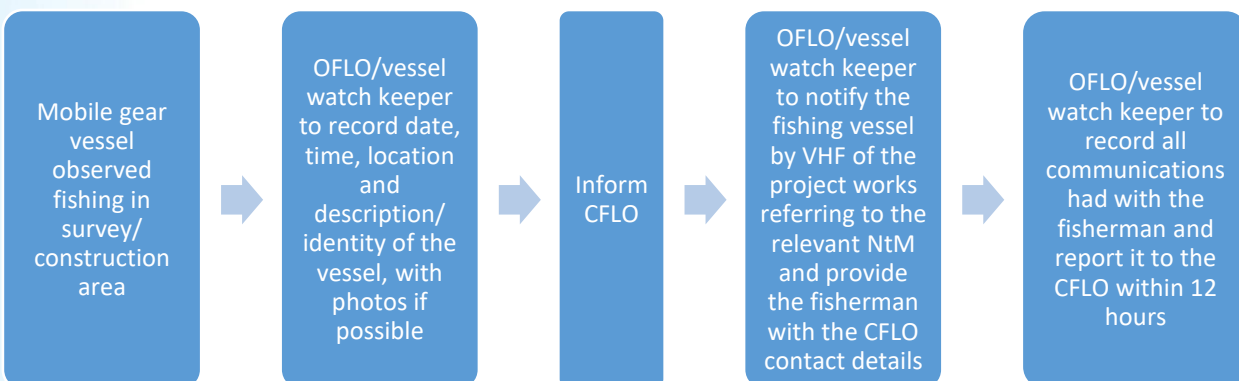 Mobile gear
vessel
observed
fishing in
survey/
construction
area
OFLO/vessel
watch keeper
to record date,
time, location
and
description/
identity of the
vessel, with
photos if
possible
Inform
CFLO
OFLO/vessel
watch keeper
to notify the
fishing vessel
by VHF of the
project works
referring to the
relevant NtM
and provide
the fisherman
with the CFLO
contact details
OFLO/vessel
watch keeper to
record all
communications
had with the
fisherman and
report it to the
CFLO within 12
hours